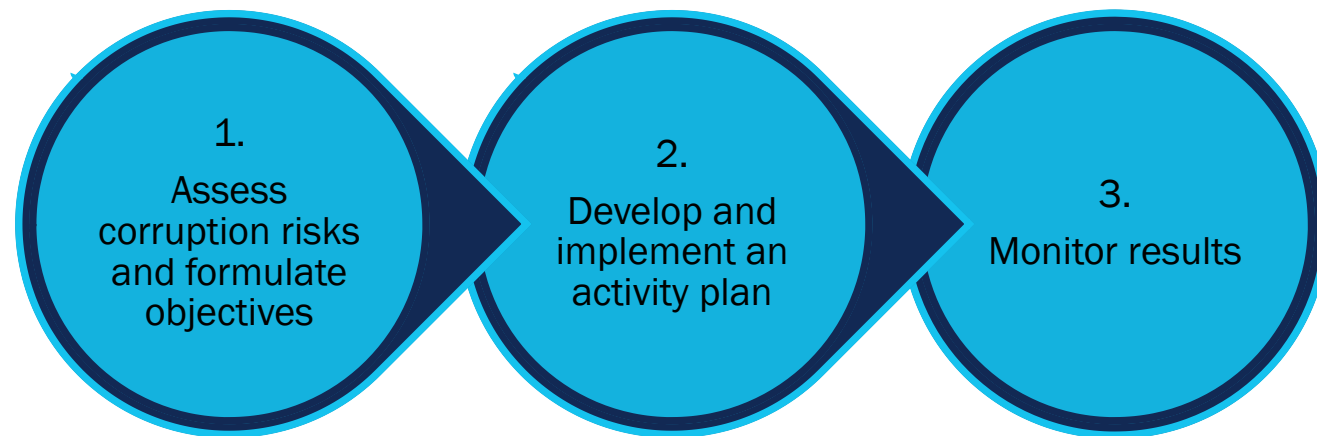 1.
Assess
corruption risks
and formulate
objectives
2.
Develop and
implement an
activity plan
3.
Monitor results